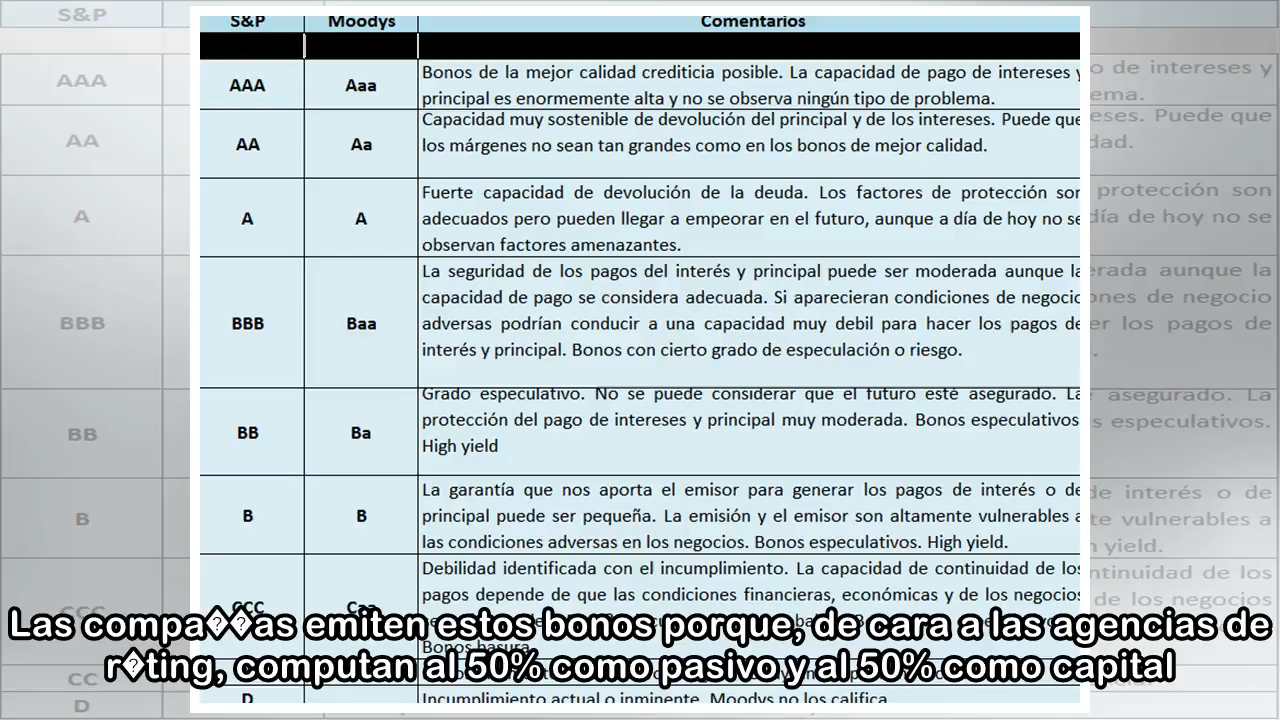 S&P Moodys Comentarios
AAA Aaa Bonos de la mejor calidad crediticia posible. La capacidad de pago de intereses y
principal es enormemente alta y no se observa ningún tipo de problema.
AA Aa Capacidad muy sostenible de devolución del principal y de los intereses. Puede que
los márgenes no sean tan grandes como en los bonos de mejor calidad.
A A Fuerte capacidad de devolución de la deuda. Los factores de protección son
adecuados pero pueden llegar a empeorar en el futuro, aunque a día de hoy no se
observan factores amenazantes.
BBB Baa La seguridad de los pagos del interés y principal puede ser moderada aunque la
capacidad de pago se considera adecuada. Si aparecieran condiciones de negocio
adversas podrían conducir a una capacidad muy debil para hacer los pagos de
interés y principal. Bonos con cierto grado de especulación o riesgo.
BB Ba Grado especulativo. No se puede considerar que el futuro esté asegurado. La
protección del pago de intereses y principal muy moderada. Bonos especulativos.
High yield
B B La garantía que nos aporta el emisor para generar los pagos de interés o de
principal puede ser pequeña. La emisión y el emisor son altamente vulnerables a
las condiciones adversas en los negocios. Bonos especulativos. High yield.
CCC Caa Debilidad identificada con el incumplimiento. La capacidad de continuidad de los
pagos depende de que las condiciones financieras, económicas y de los negocios
Bonos basura.
D Incumplimiento actual o inminente. Moodys no los califica
Las compa��as emiten estos bonos porque, de cara a las agencias de
r�ting, computan al 50% como pasivo y al 50% como capital